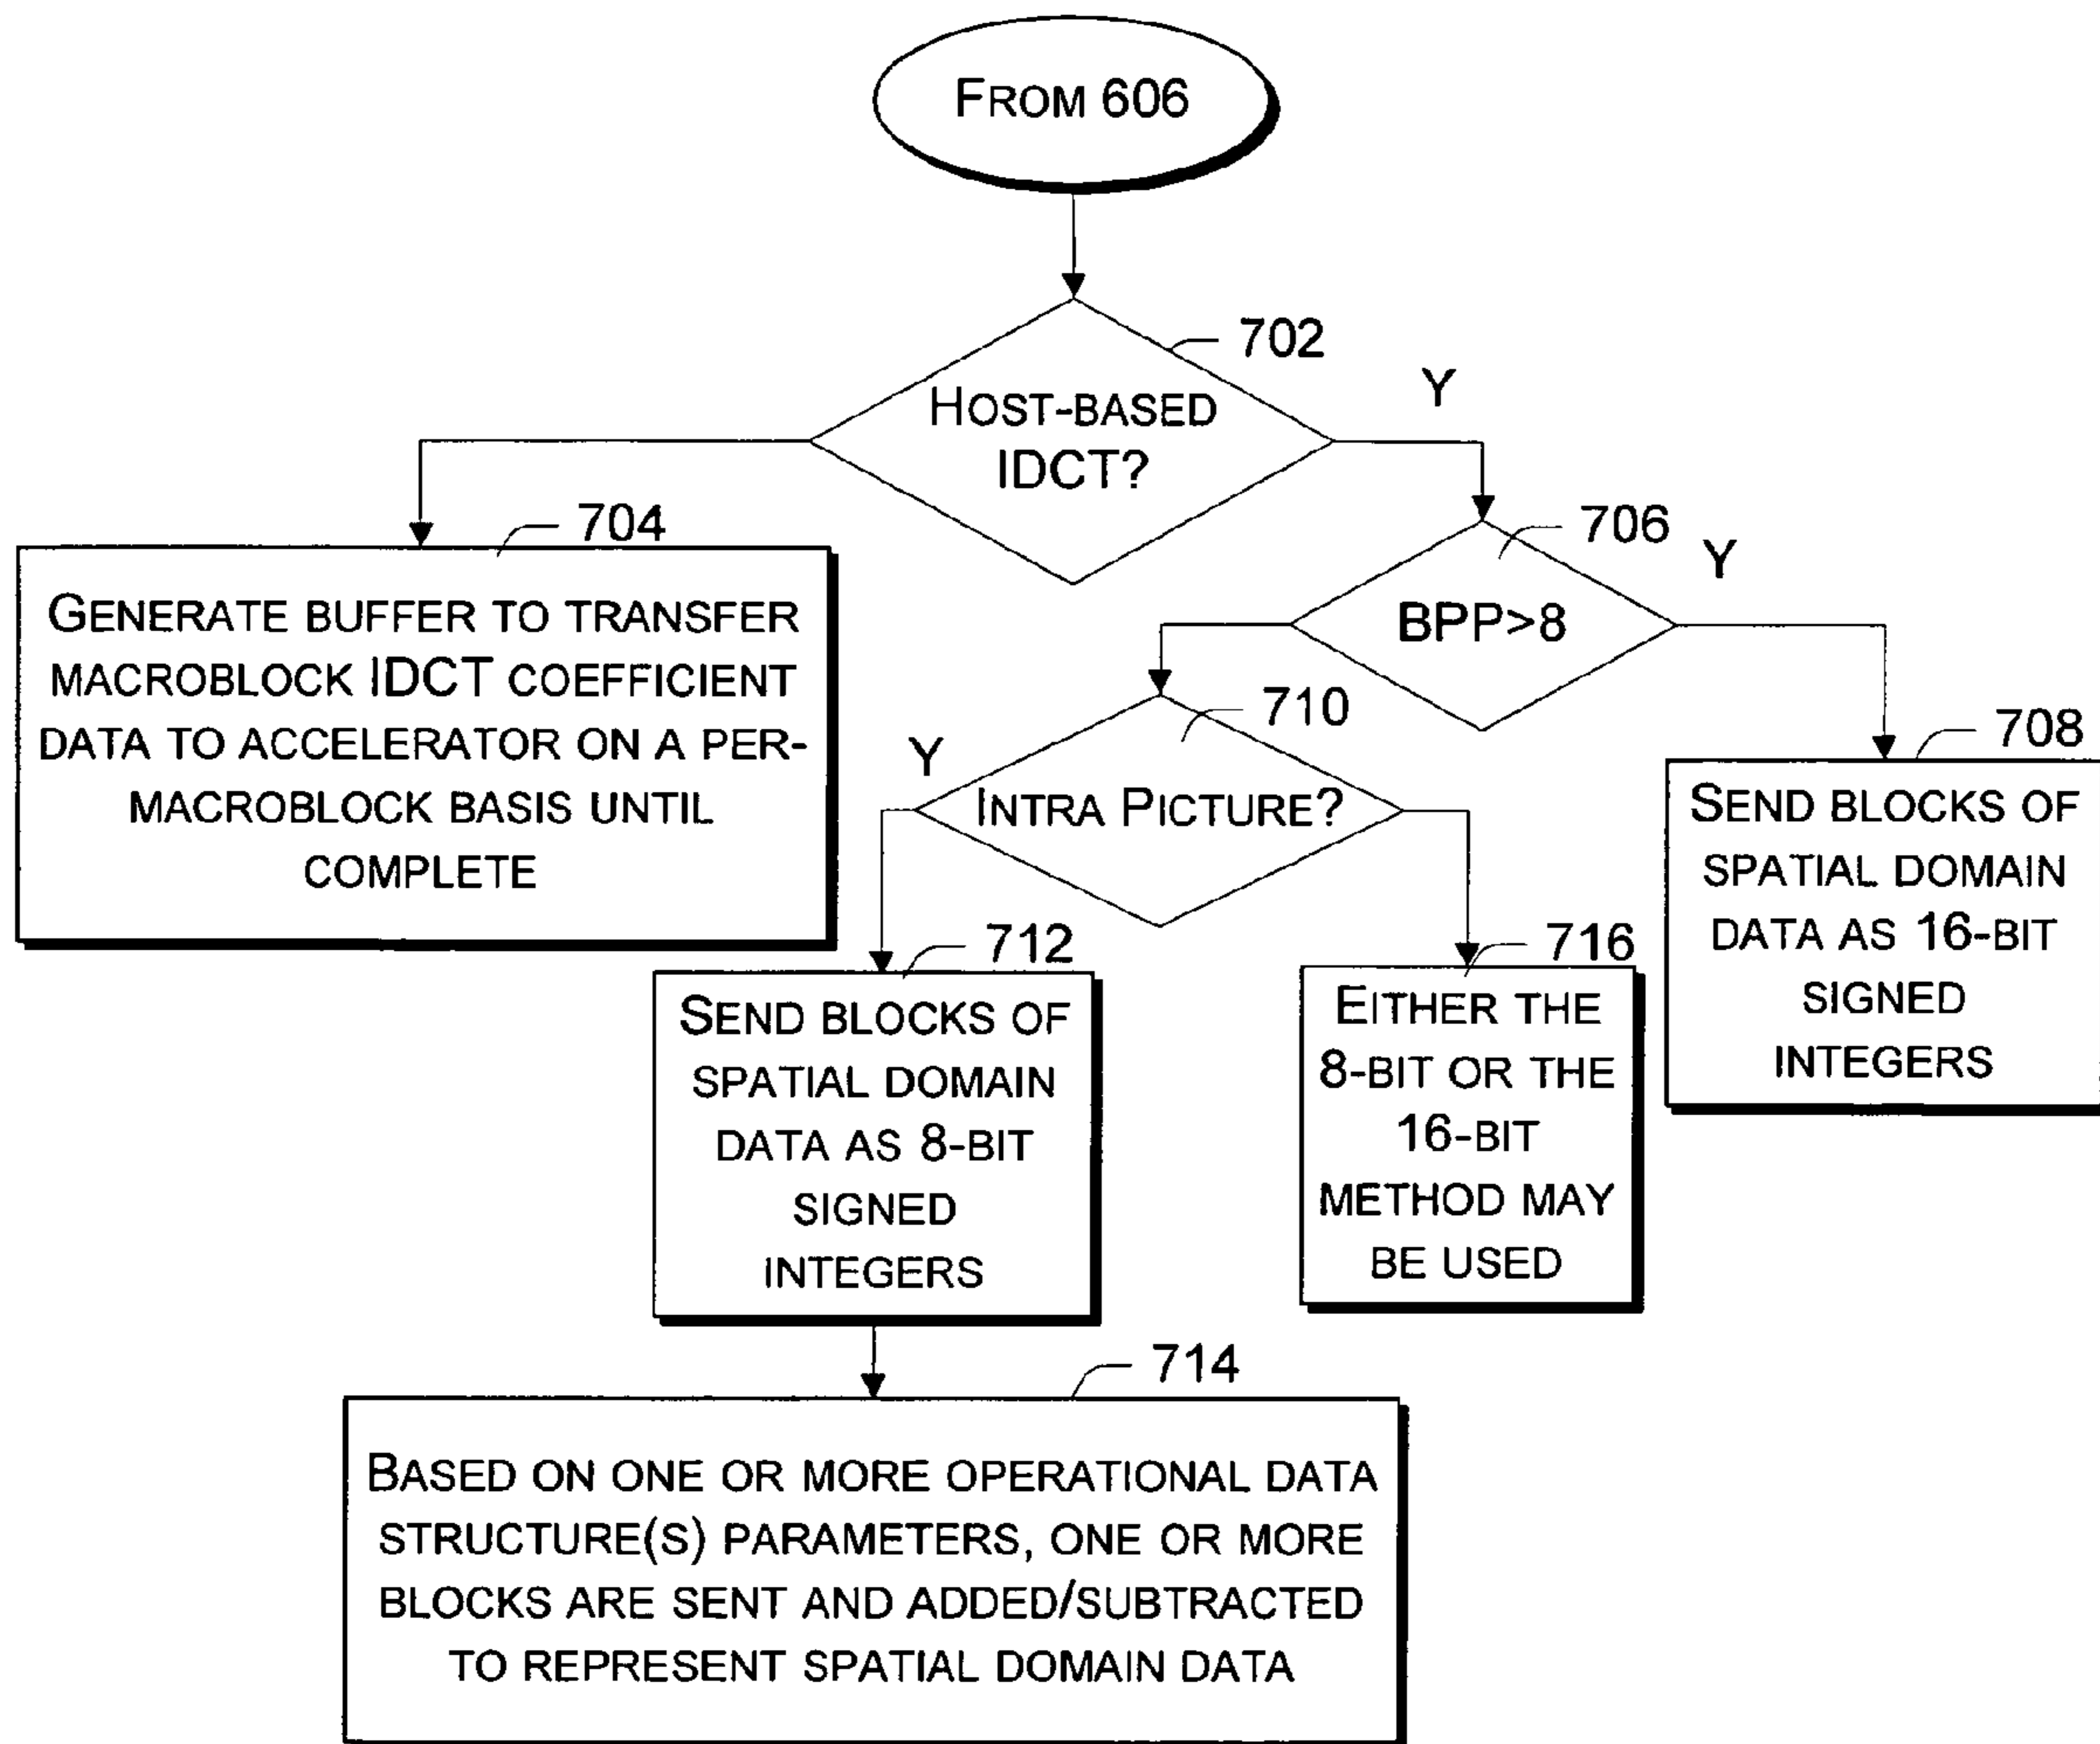 FROM 606
702
Y
HOST-BASED
IDCT?
704
706
Y
GENERATE BUFFER TO TRANSFER
MACROBLOCK IDCT COEFFICIENT
DATA TO ACCELERATOR ON A PER-
MACROBLOCK BASIS UNTIL
COMPLETE
BPP>8
710
Y
INTRA PICTURE?
708
SEND BLOCKS OF
SPATIAL DOMAIN
DATA AS 16-BIT
SIGNED
INTEGERS
712
SEND BLOCKS OF
SPATIAL DOMAIN
DATA AS 8-BIT
SIGNED
INTEGERS
716
EITHER THE
8-BIT OR THE
16-BIT
METHOD MAY
BE USED
714
BASED ON ONE OR MORE OPERATIONAL DATA
STRUCTURE(S) PARAMETERS, ONE OR MORE
BLOCKS ARE SENT AND ADDED/SUBTRACTED
TO REPRESENT SPATIAL DOMAIN DATA